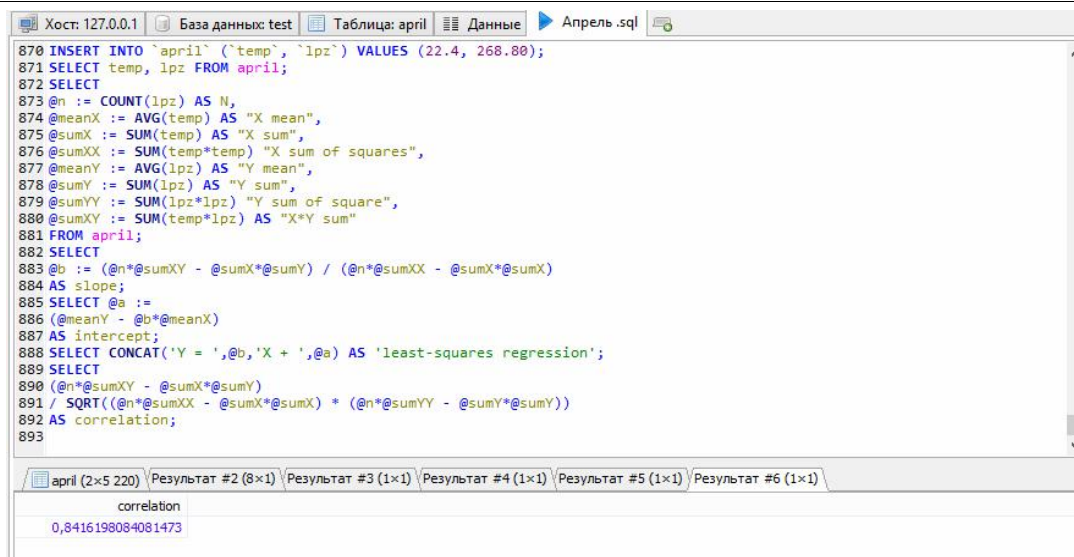 Хост: 127.0.0.1 База данных: test Таблица: april Данные Апрель .sql
870 INSERT INTO `april` (`temp`, `lpz`) VALUES (22.4, 268.80);
871 SELECT temp, lpz FROM april;
872 SELECT
873 @n := COUNT(lpz) AS N,
874 @meanX := AVG(temp) AS "X mean",
875 @sumX := SUM(temp) AS "X sum",
876 @sumXX := SUM(temp*temp) "X sum of squares",
877 @meanY := AVG(lpz) AS "Y mean",
878 @sumY := SUM(lpz) AS "Y sum",
879 @sumYY := SUM(lpz*lpz) "Y sum of square",
880 @sumXY := SUM(temp*lpz) AS "X*Y sum"
881 FROM april;
882 SELECT
883 @b := (@n*@sumXY - @sumX*@sumY) / (@n*@sumXX - @sumX*@sumX)
884 AS slope;
885 SELECT @a :=
886 (@meanY - @b*@meanX)
887 AS intercept;
888 SELECT CONCAT('Y = ',@b,'X + ',@a) AS 'least-squares regression';
889 SELECT
890 (@n*@sumXY - @sumX*@sumY)
891 / SQRT((@n*@sumXX - @sumX*@sumX) * (@n*@sumYY - @sumY*@sumY))
892 AS correlation;
893
april (2×5 220) Результат #2 (8×1) Результат #3 (1×1) Результат #4 (1×1) Результат #5 (1×1) Результат #6 (1×1)
correlation
0,8416198084081473